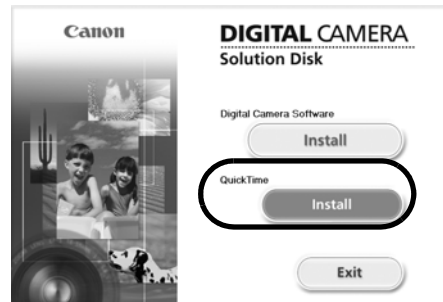 Canon
DIGITAL CAMERA
Solution Disk
Digital Camera Software
Install
QuickTime
Install
Exit